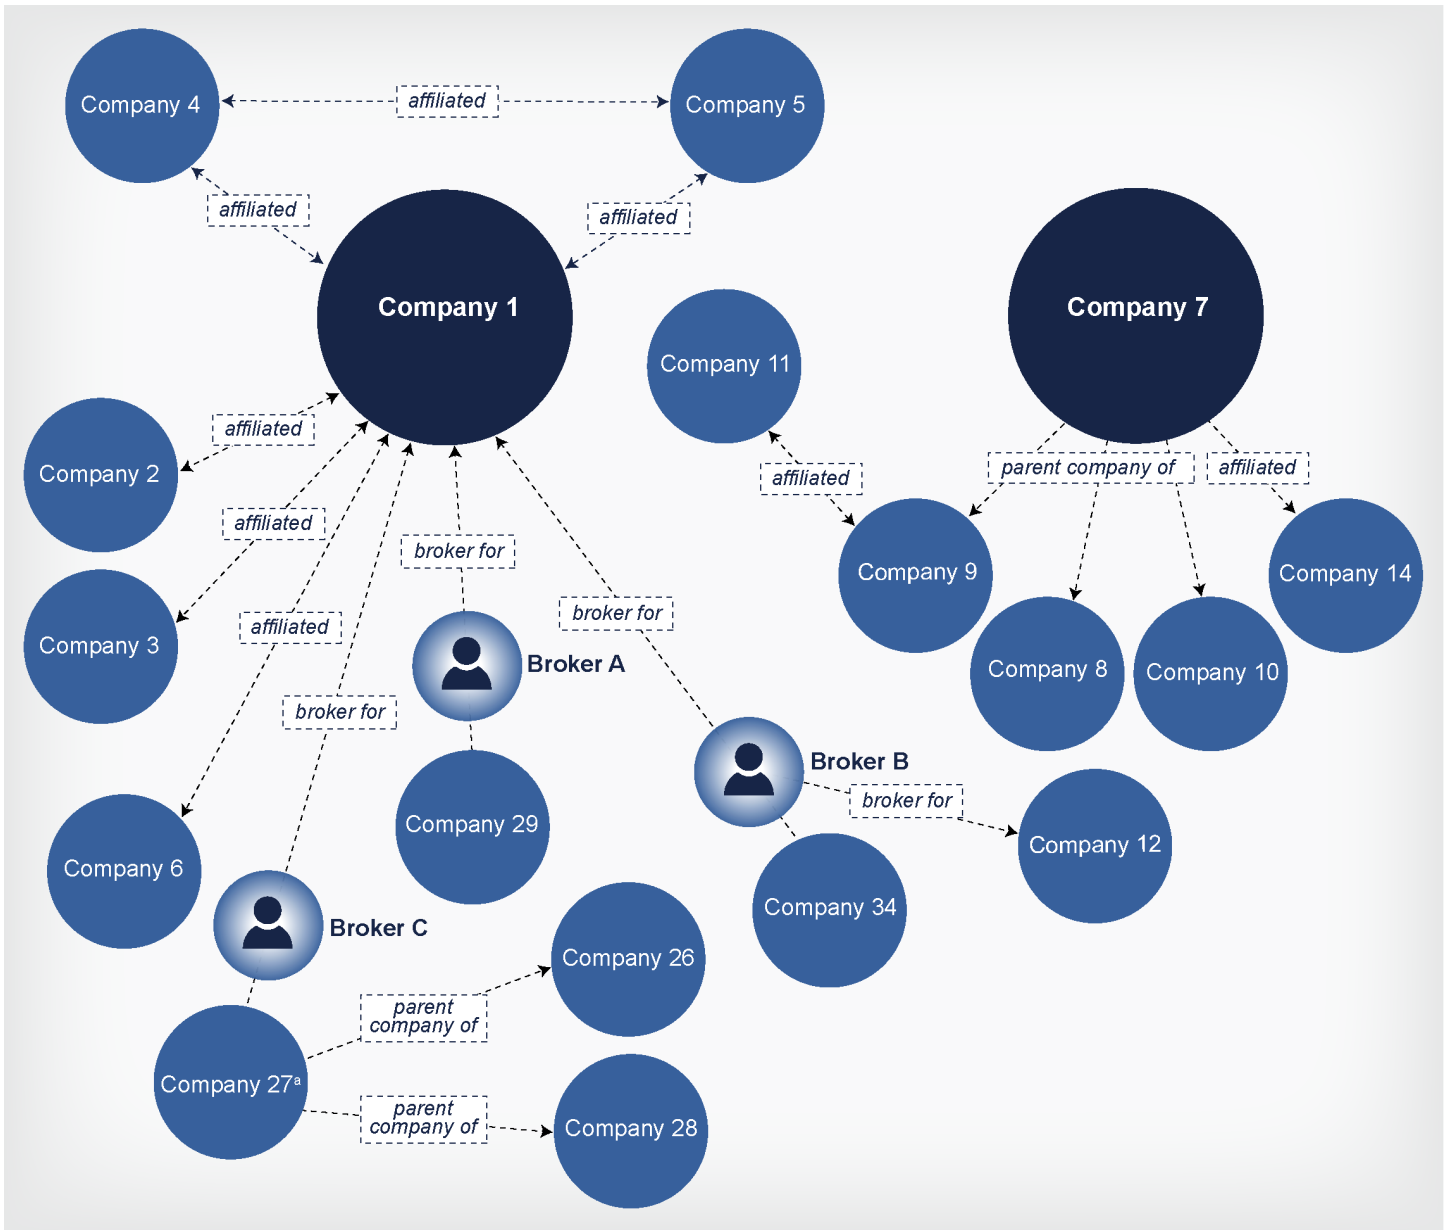 Company 4
affiliated
Company 5
affiliated
affiliated
Company 1
Company 7
Company 11
affiliated
Company 2
affiliated
parent company of
affiliated
affiliated
Company 9
Company 14
broker for
affiliated
broker for
Company 3
Broker A
Company 8
Company 10
broker for
Broker B
broker for
Company 29
Company 12
Company 6
Company 34
Broker C
Company 26
parent
company of
Company 27ª
parent
company of
Company 28